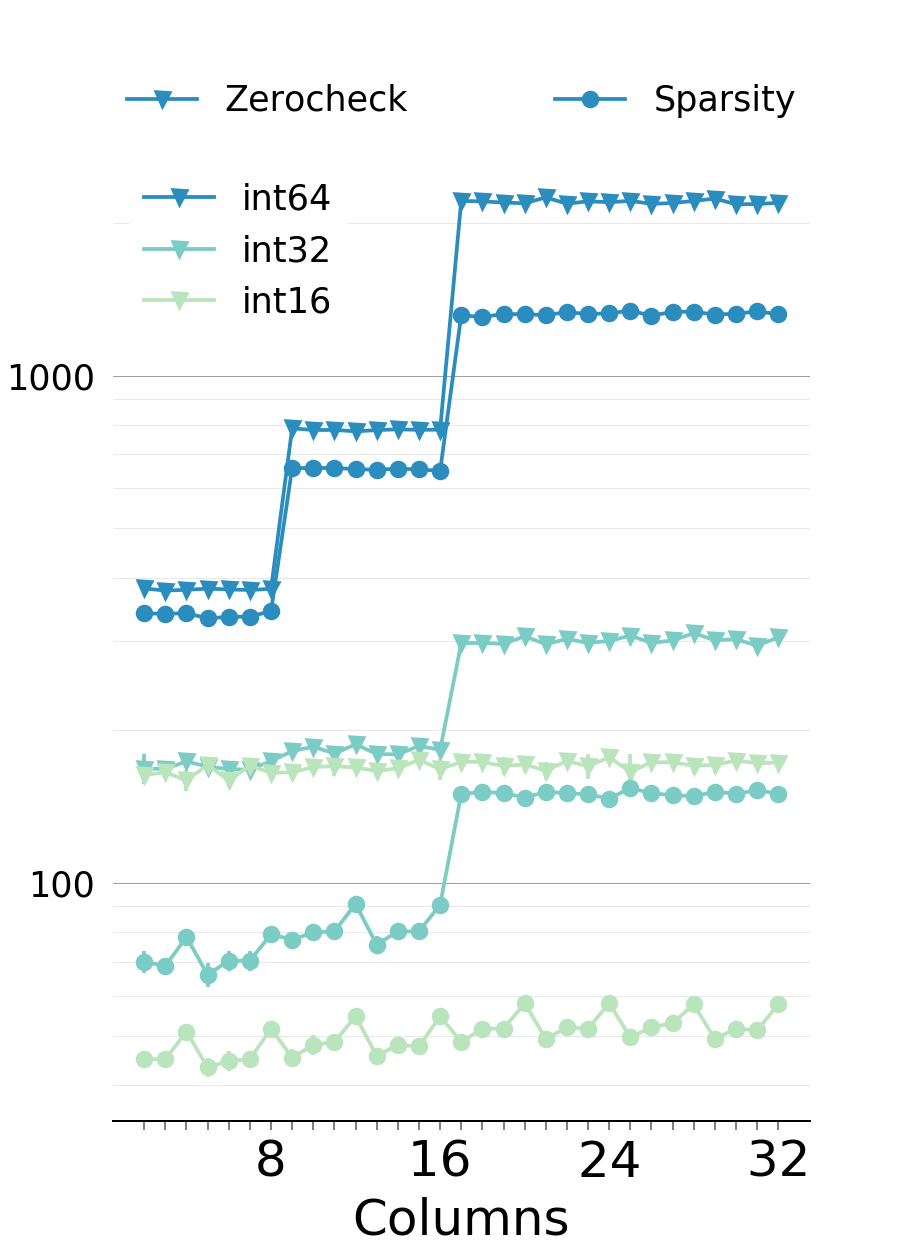 Zerocheck Sparsity
int64
int32
int16
1000
100
8 16 24 32
Columns